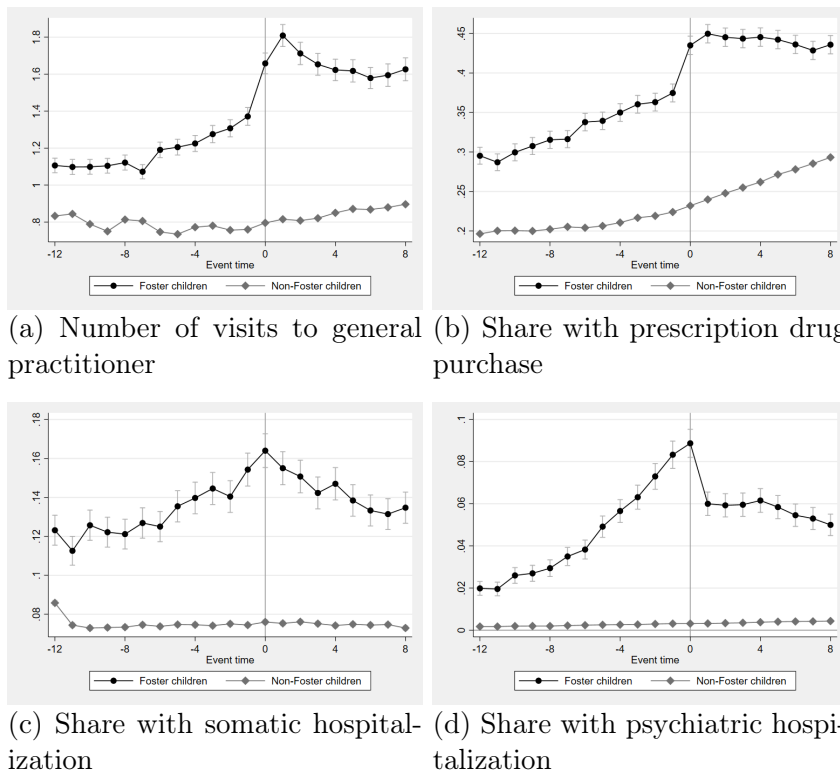 1.8
1.6
1.4
1.2
1
.8
-12 -8 -4 0 4 8
Event time
Foster children Non-Foster children
(a) Number of visits to general
practitioner
.45
.4
.35
.3
.25
.2
-12 -8 -4 0 4 8
Event time
Foster children Non-Foster children
(b) Share with prescription drug
purchase
.18
.16
.14
.12
.1
.08
-12 -8 -4 0 4 8
Event time
Foster children Non-Foster children
(c) Share with somatic hospital-
ization
.1
.08
.06
.04
.02
0
-12 -8 -4 0 4 8
Event time
Foster children Non-Foster children
(d) Share with psychiatric hospi-
talization